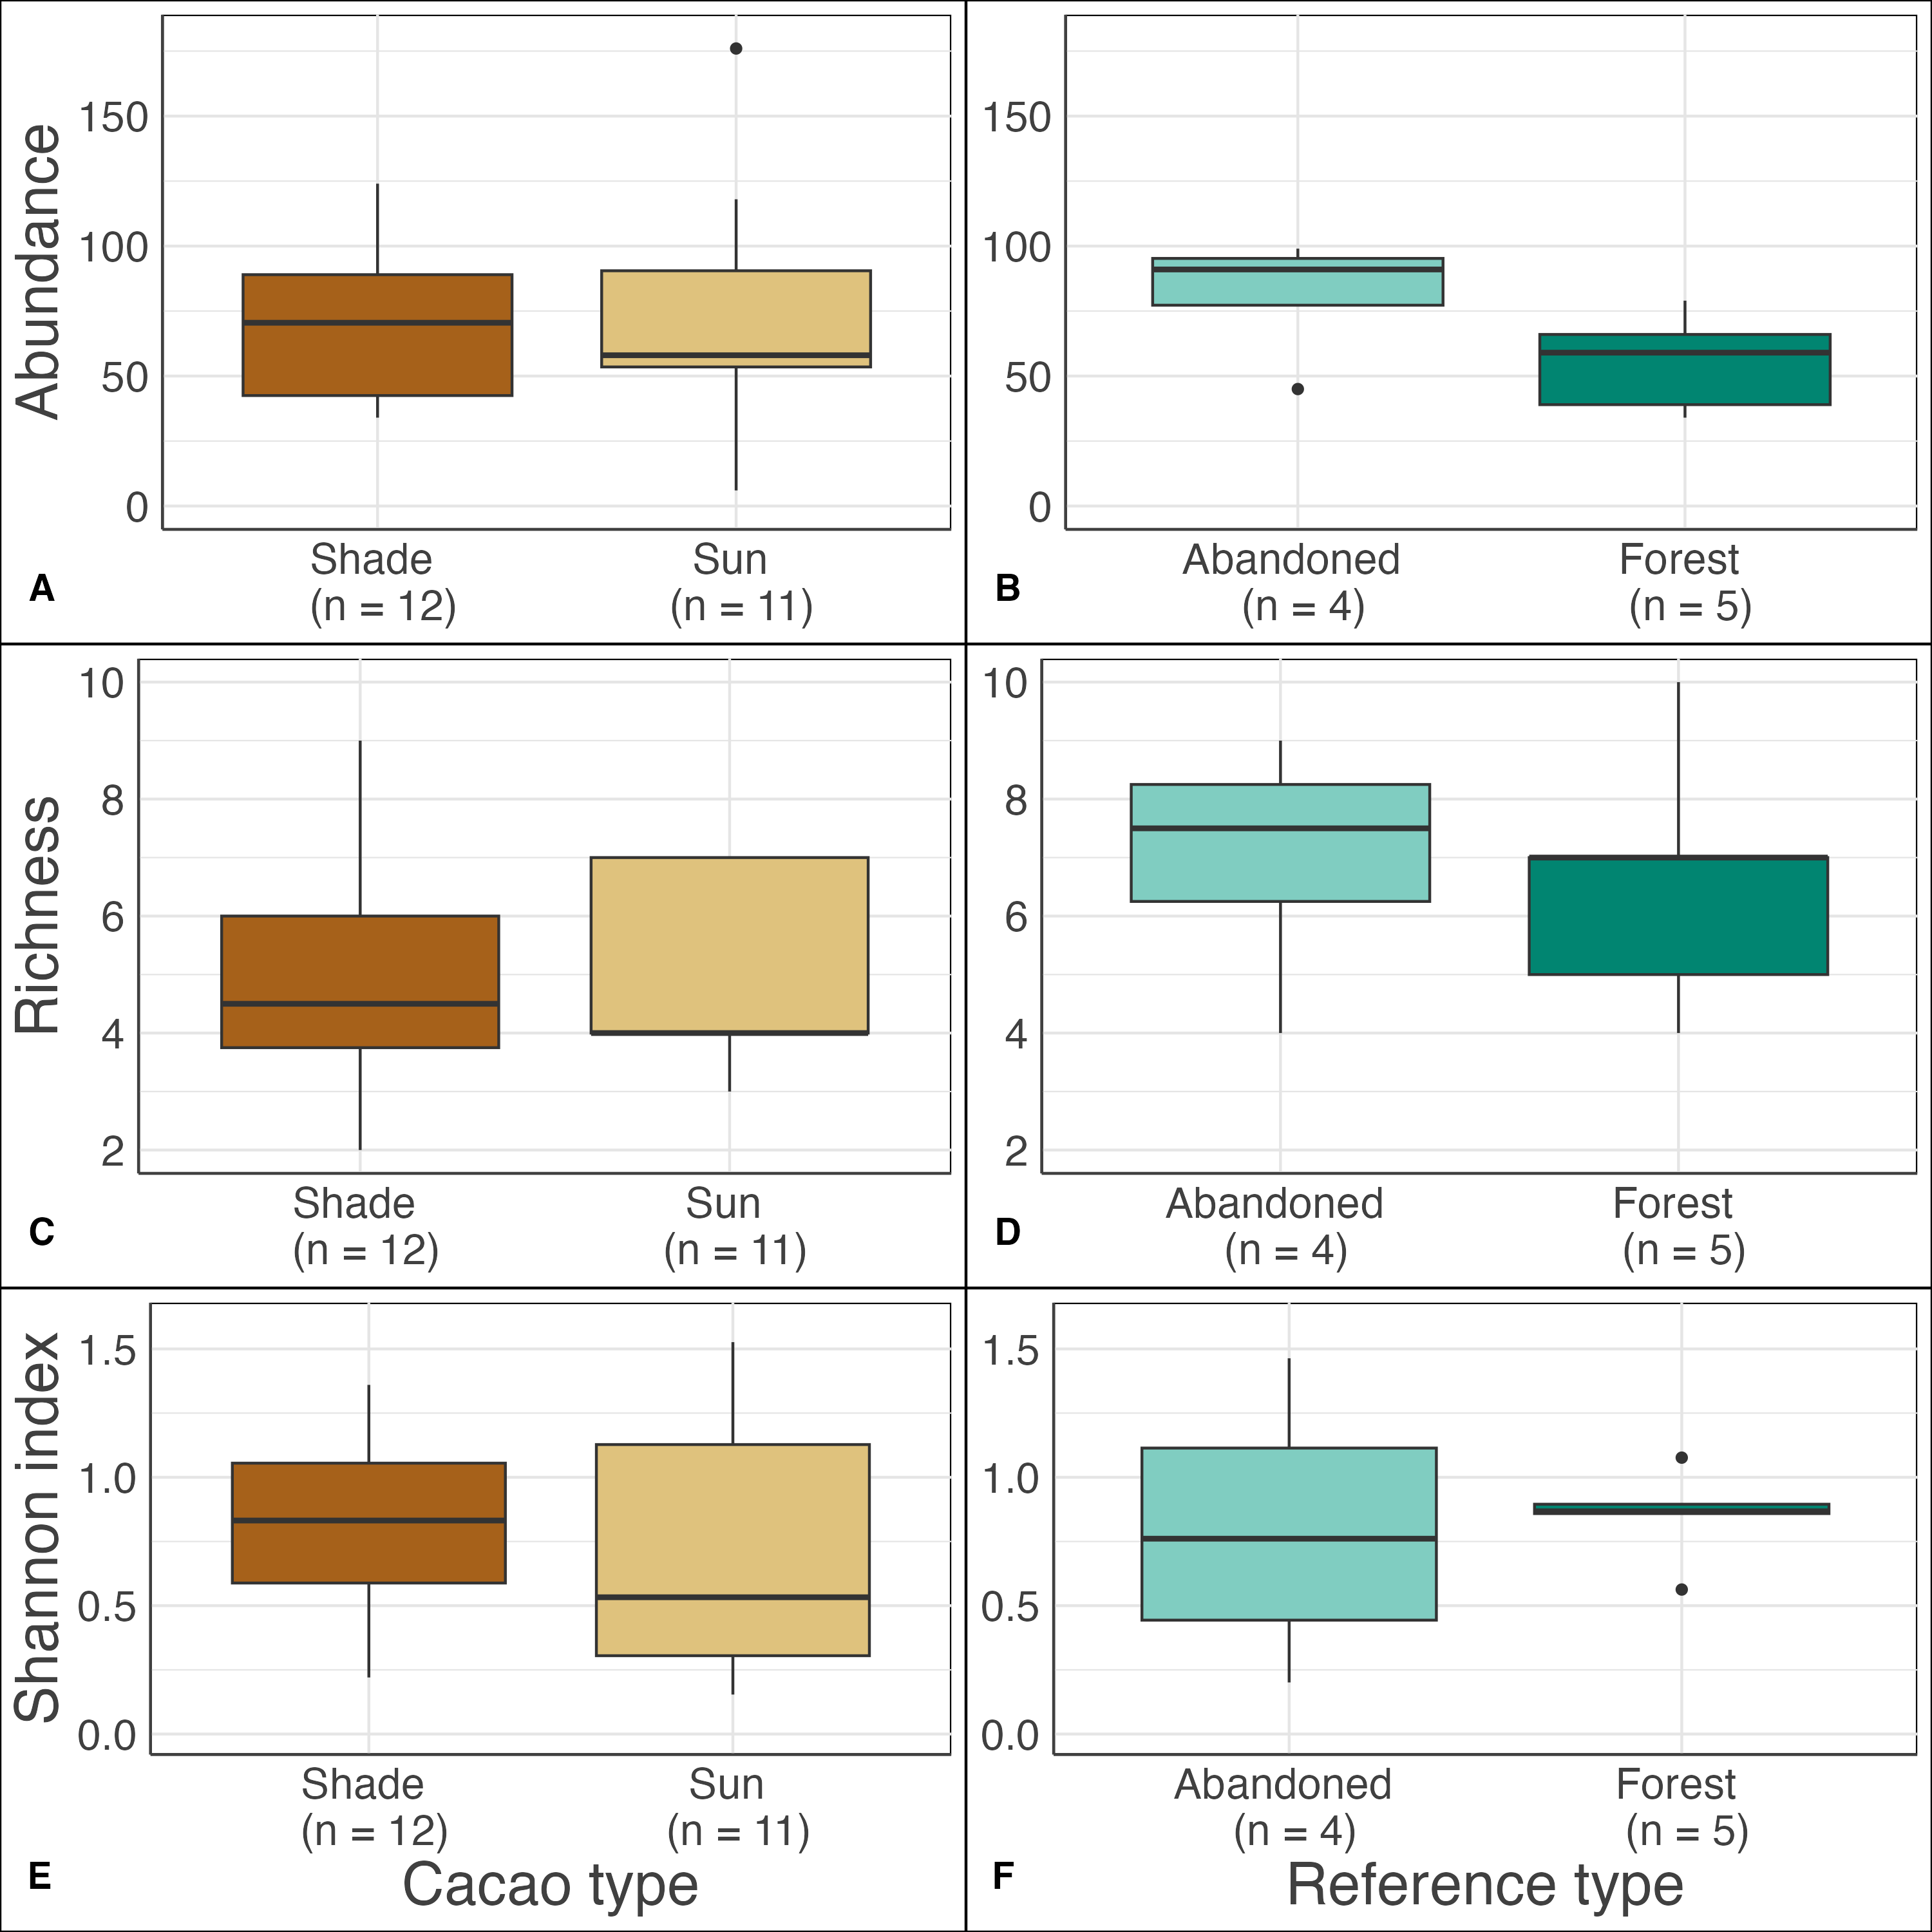 Abundance
150
100
50
0
Shade
(n = 12)
Sun
(n = 11)
A
150
100
50
0
Abandoned
(n = 4)
Forest
(n = 5)
B
Richness
10
8
6
4
2
Shade
(n = 12)
Sun
(n = 11)
C
10
8
6
4
2
Abandoned
(n = 4)
Forest
(n = 5)
D
Shannon index
1.5
1.0
0.5
0.0
Shade
(n = 12)
Sun
(n = 11)
E
Cacao type
1.5
1.0
0.5
0.0
Abandoned
(n = 4)
Forest
(n = 5)
F
Reference type